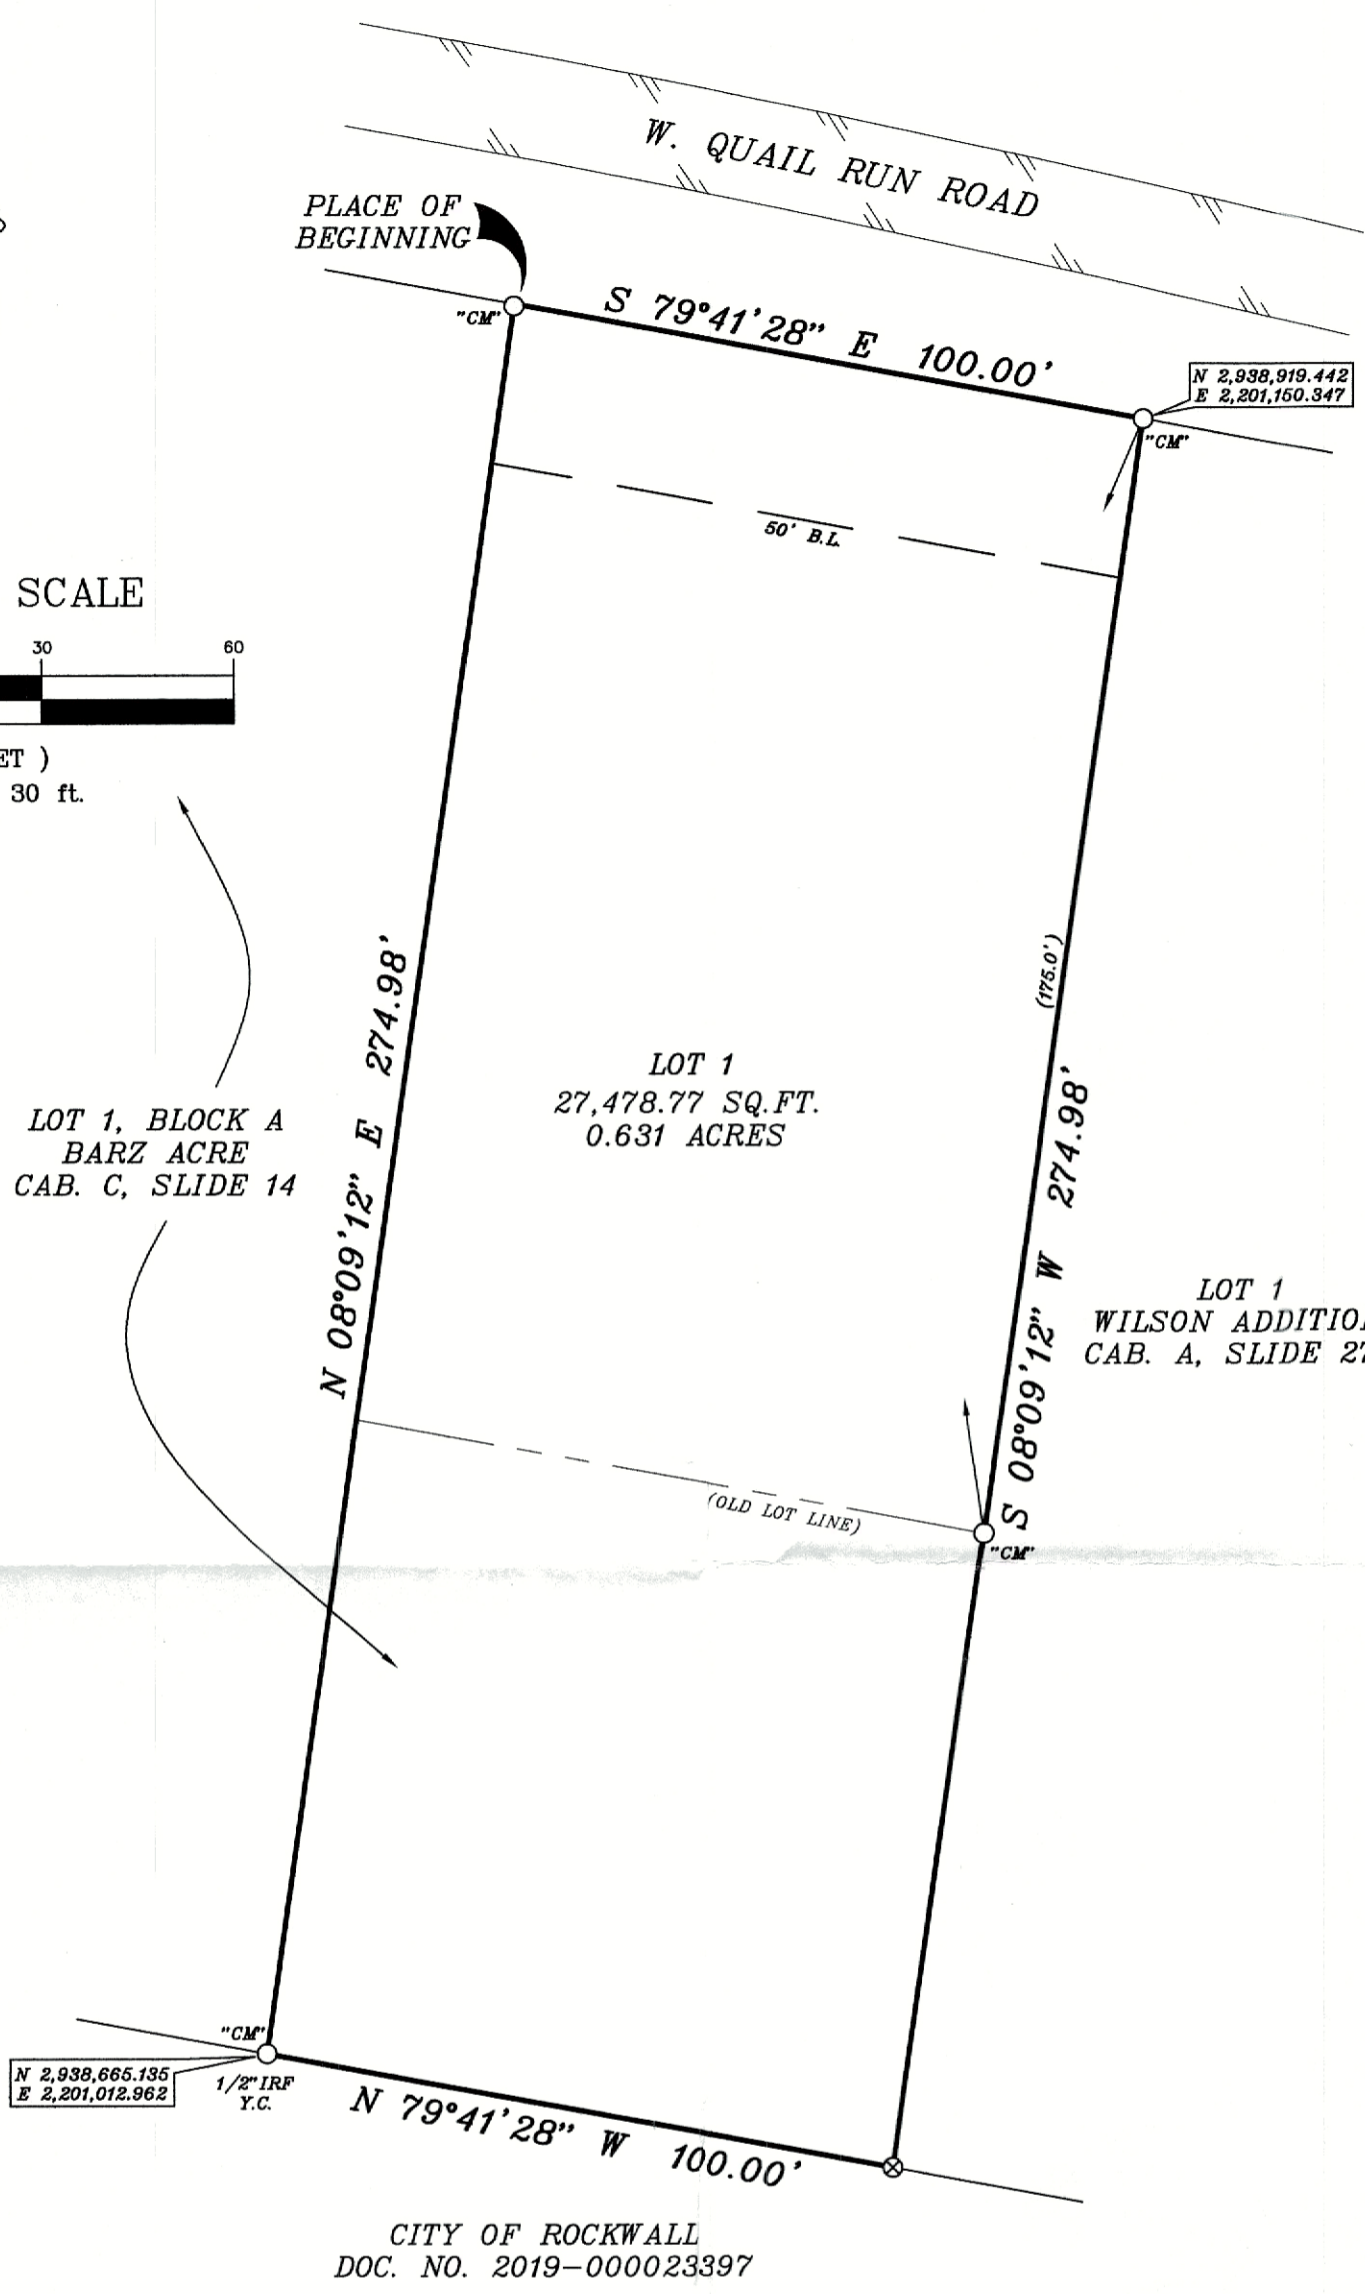 W. QUAIL RUN ROAD
PLACE OF
BEGINNING
"CM"
S 79°41'28" E 100.00'
N 2,938,919.442
E 2,201,150.347
"CM"
50' B.L.
SCALE
30 60
ET )
30 ft.
N 08°09'12" E 274.98'
(175.0')
S 08°09'12" W 274.98'
LOT 1
27,478.77 SQ.FT.
0.631 ACRES
LOT 1, BLOCK A
BARZ ACRE
CAB. C, SLIDE 14
LOT 1
WILSON ADDITIO
CAB. A, SLIDE 27
(OLD LOT LINE)
"CM"
"CM"
N 2,938,665.135
E 2,201,012.962
1/2" IRF
Y.C.
N 79°41'28" W 100.00'
CITY OF ROCKWALL
DOC. NO. 2019-000023397